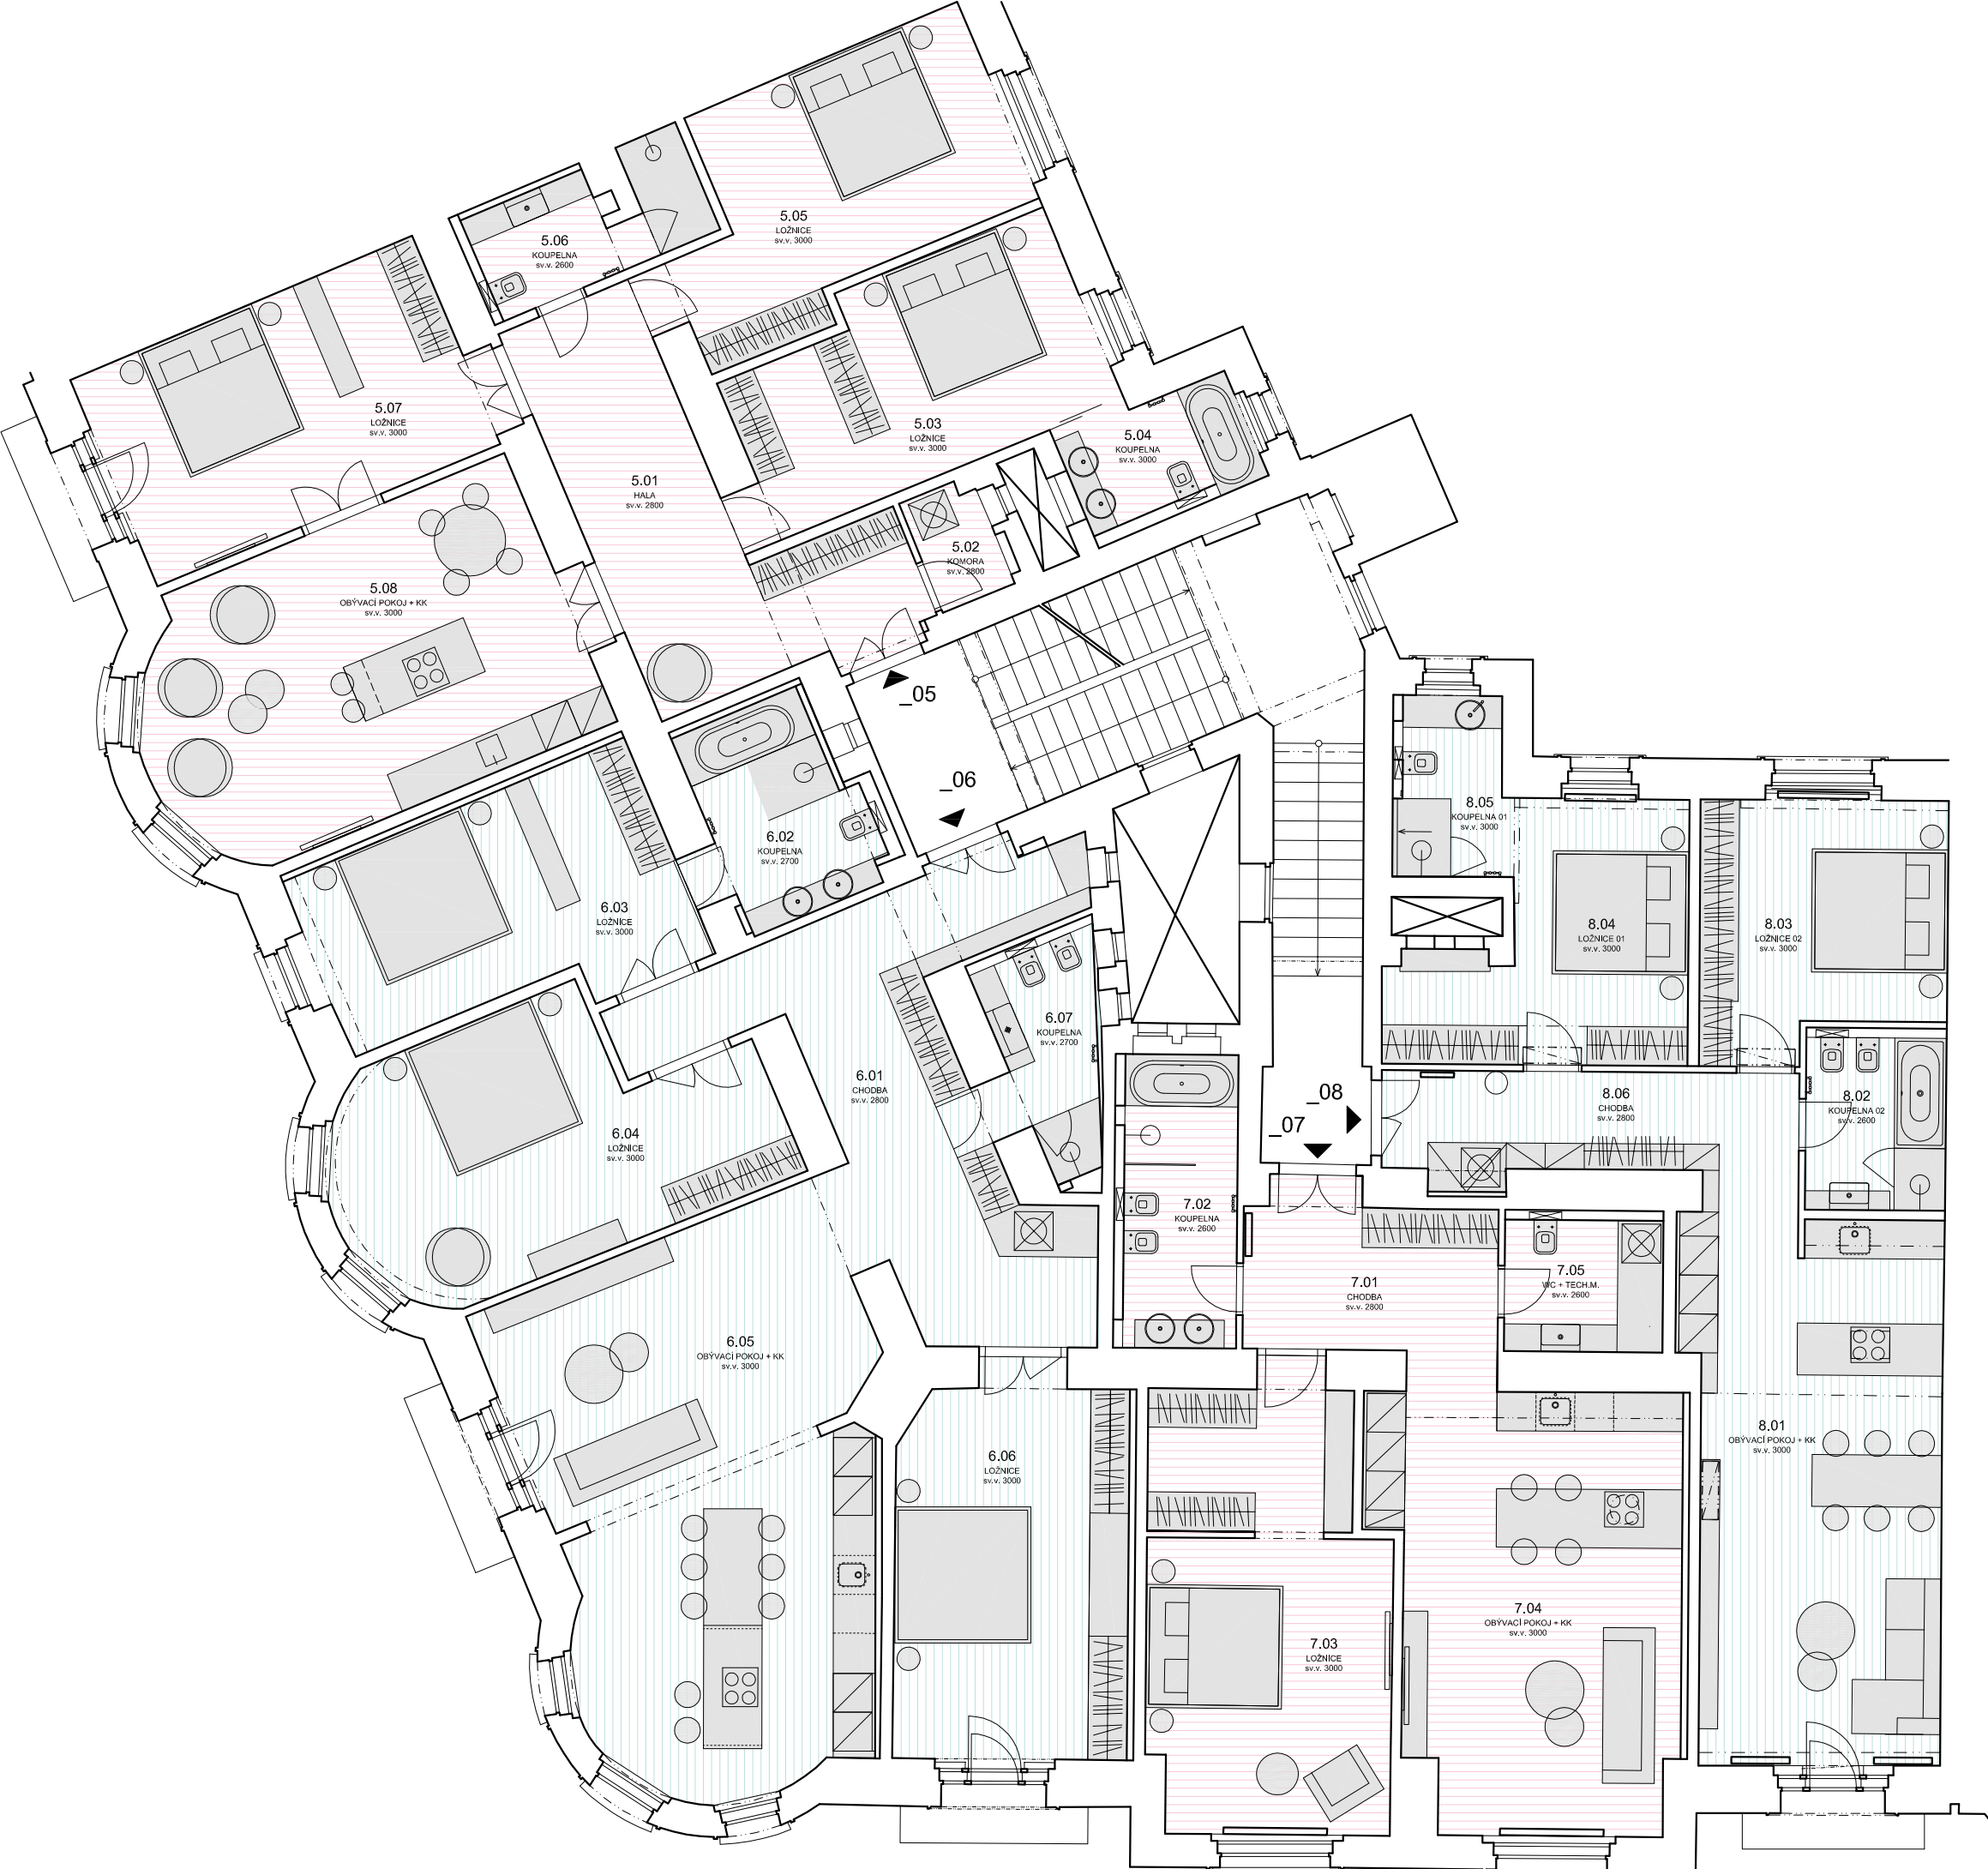 5.05
LOŽNICE
sv.v. 3000
5.06
KOUPELNA
sv.v. 2600
5.07
LOŽNICE
sv.v. 3000
5.03
LOŽNICE
sv.v. 3000
5.04
KOUPELNA
sv.v. 3000
5.01
HALA
sv.v. 2800
5.02
KOMORA
sv.v. 2800
5.08
OBÝVACÍ POKOJ + KK
sv.v. 3000
_05
_06
6.02
KOUPELNA
sv.v. 2700
6.03
LOŽNICE
sv.v. 3000
8.05
KOUPELNA 01
sv.v. 3000
8.04
LOŽNICE 01
sv.v. 3000
8.03
LOŽNICE 02
sv.v. 3000
6.07
KOUPELNA
sv.v. 2700
6.01
CHODBA
sv.v. 2800
6.04
LOŽNICE
sv.v. 3000
_08
_07
8.06
CHODBA
sv.v. 2800
8.02
KOUPELNA 02
sv.v. 2600
7.02
KOUPELNA
sv.v. 2600
7.01
CHODBA
sv.v. 2800
7.05
WC + TECH.M.
sv.v. 2600
6.05
OBÝVACÍ POKOJ + KK
sv.v. 3000
6.06
LOŽNICE
sv.v. 3000
8.01
OBÝVACÍ POKOJ + KK
sv.v. 3000
7.04
OBÝVACÍ POKOJ + KK
sv.v. 3000
7.03
LOŽNICE
sv.v. 3000